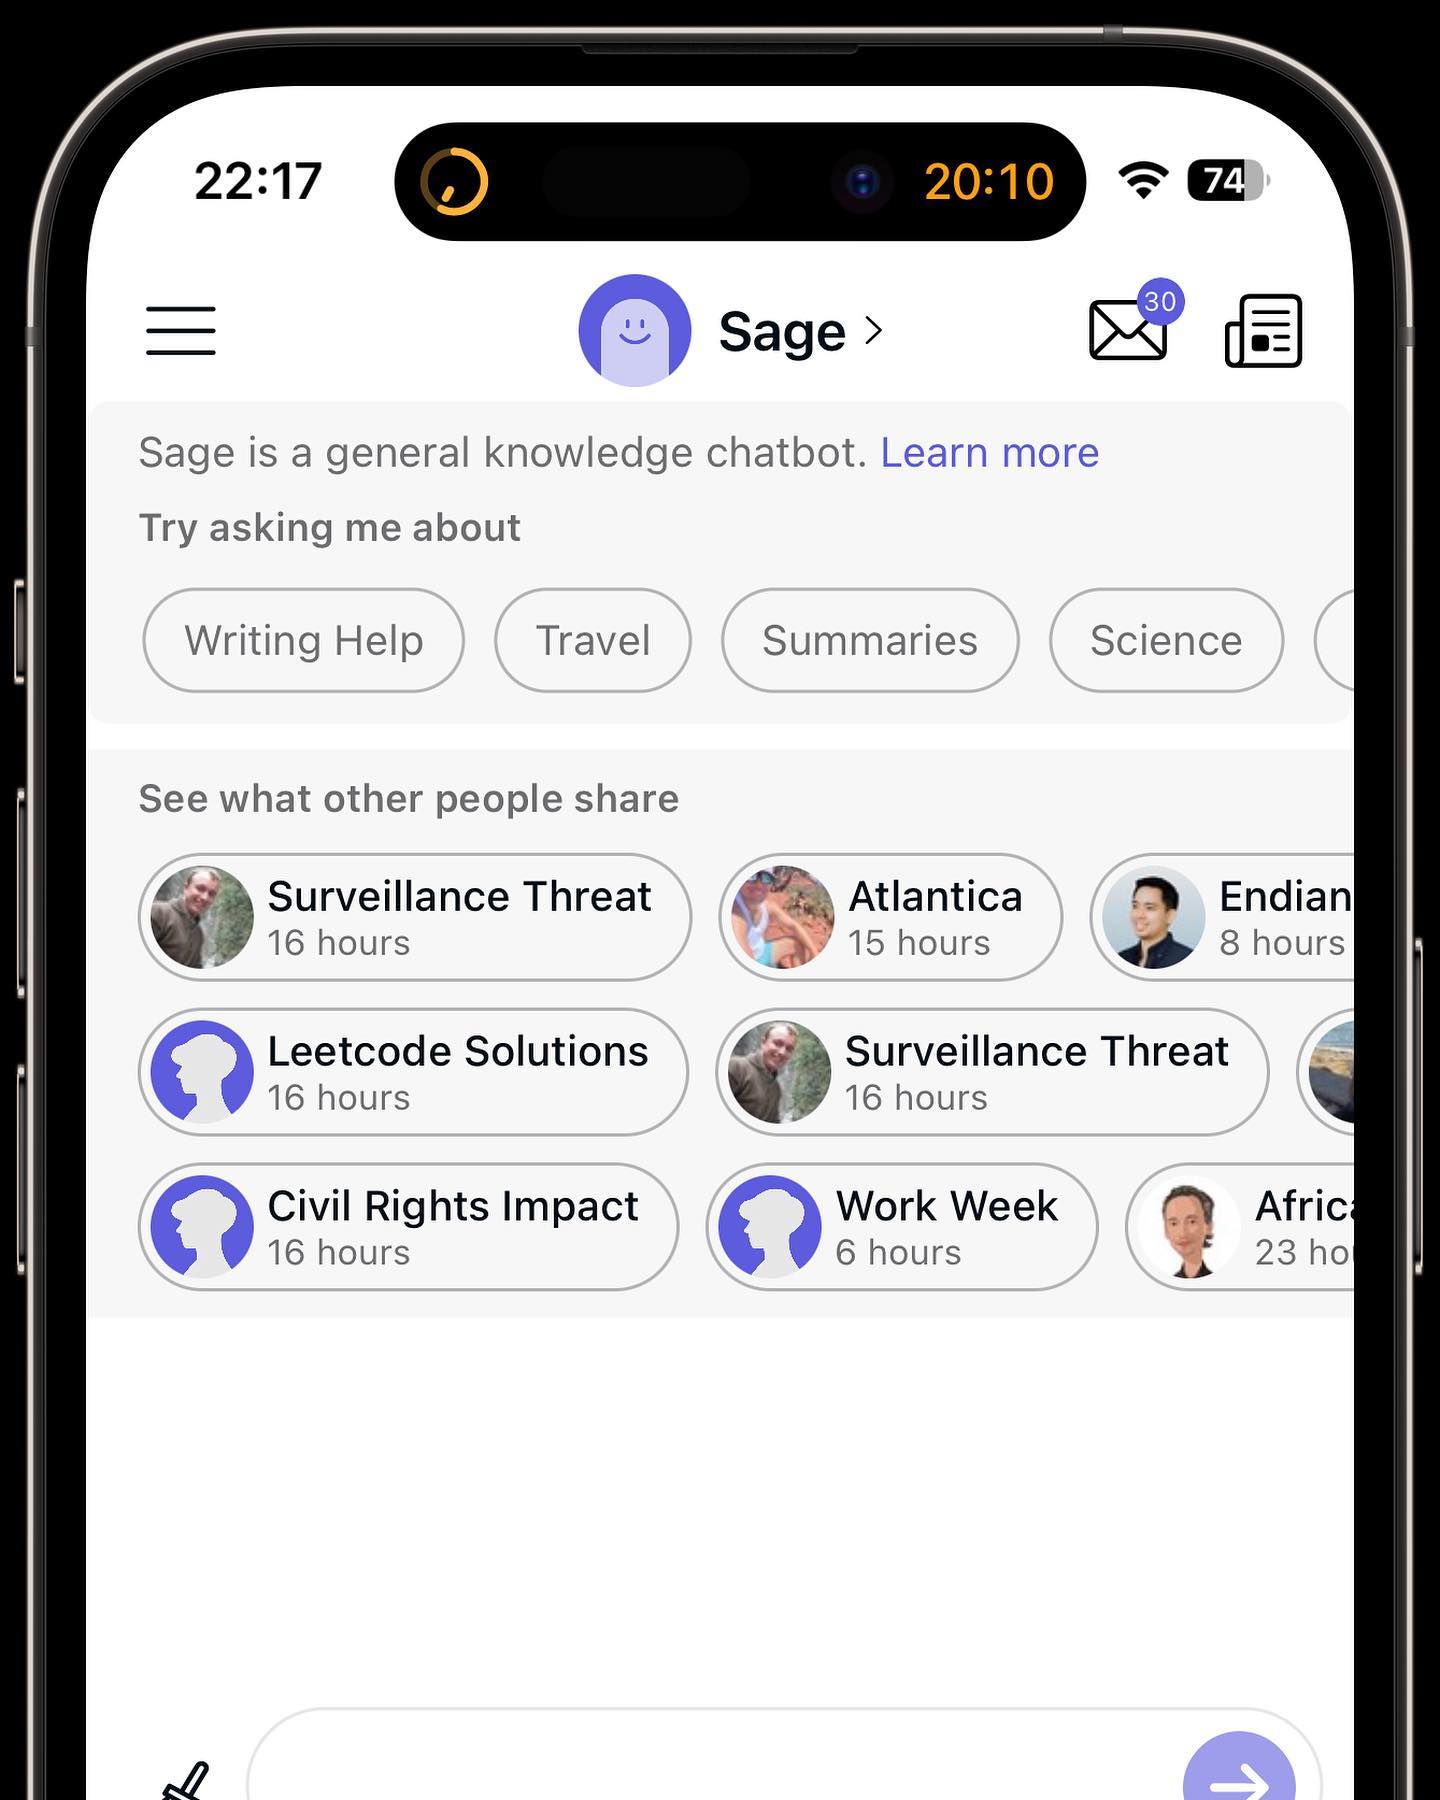 22:17
20:10
74
Sage
30
Sage is a general knowledge chatbot. Learn more
Try asking me about
Writing Help
Travel
Summaries
Science
See what other people share
Surveillance Threat
16 hours
Atlantica
15 hours
Endian
8 hours
Leetcode Solutions
16 hours
Surveillance Threat
16 hours
Civil Rights Impact
16 hours
Work Week
6 hours
Africa
23 hou